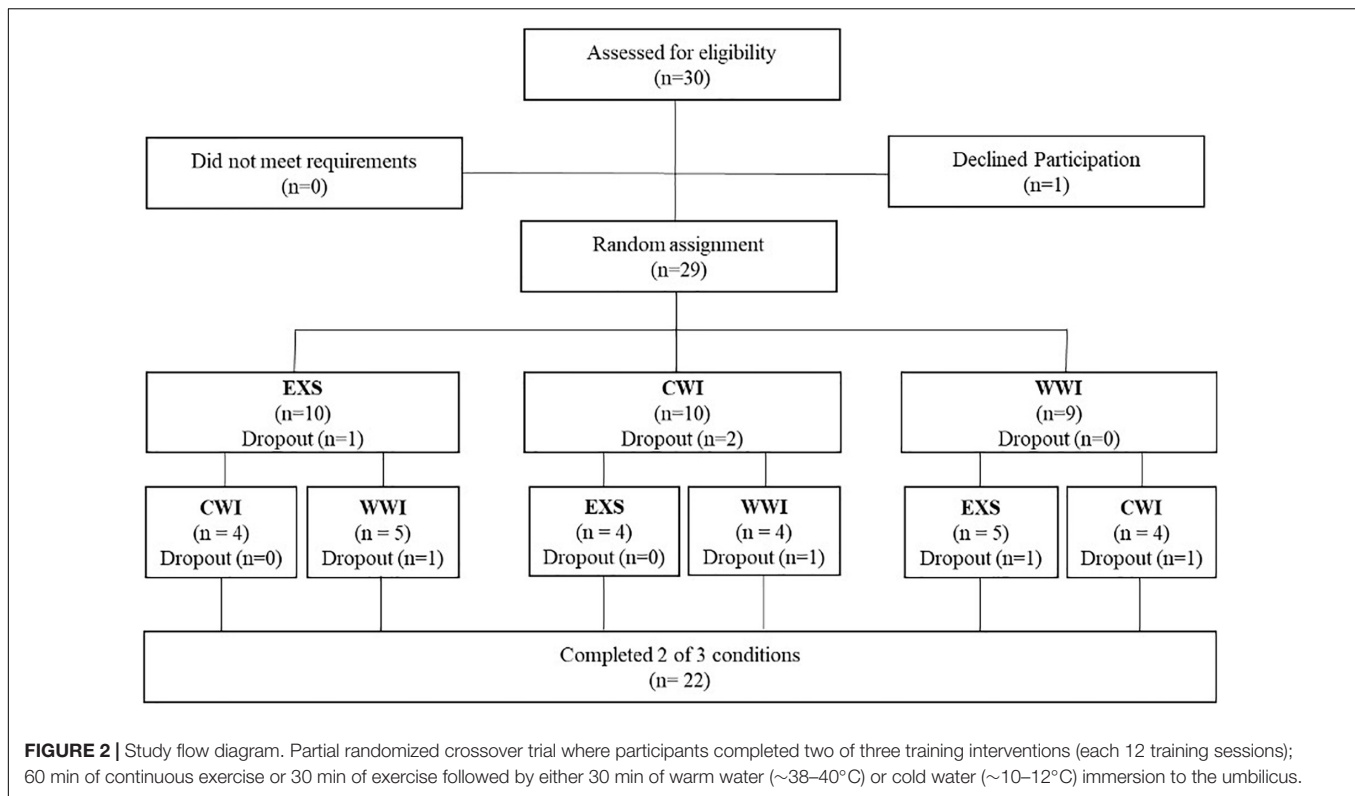 Assessed for eligibility
(n=30)
Did not meet requirements
(n=0)
Declined Participation
(n=1)
Random assignment
(n=29)
EXS
(n=10)
Dropout (n=1)
CWI
(n=10)
Dropout (n=2)
WWI
(n=9)
Dropout (n=0)
CWI
(n = 4)
Dropout (n=0)
WWI
(n = 5)
Dropout (n=1)
EXS
(n = 4)
Dropout (n=0)
WWI
(n = 4)
Dropout (n=1)
EXS
(n = 5)
Dropout (n=1)
CWI
(n = 4)
Dropout (n=1)
Completed 2 of 3 conditions
(n= 22)
FIGURE 2 | Study flow diagram. Partial randomized crossover trial where participants completed two of three training interventions (each 12 training sessions);
60 min of continuous exercise or 30 min of exercise followed by either 30 min of warm water (∼38–40°C) or cold water (∼10–12°C) immersion to the umbilicus.